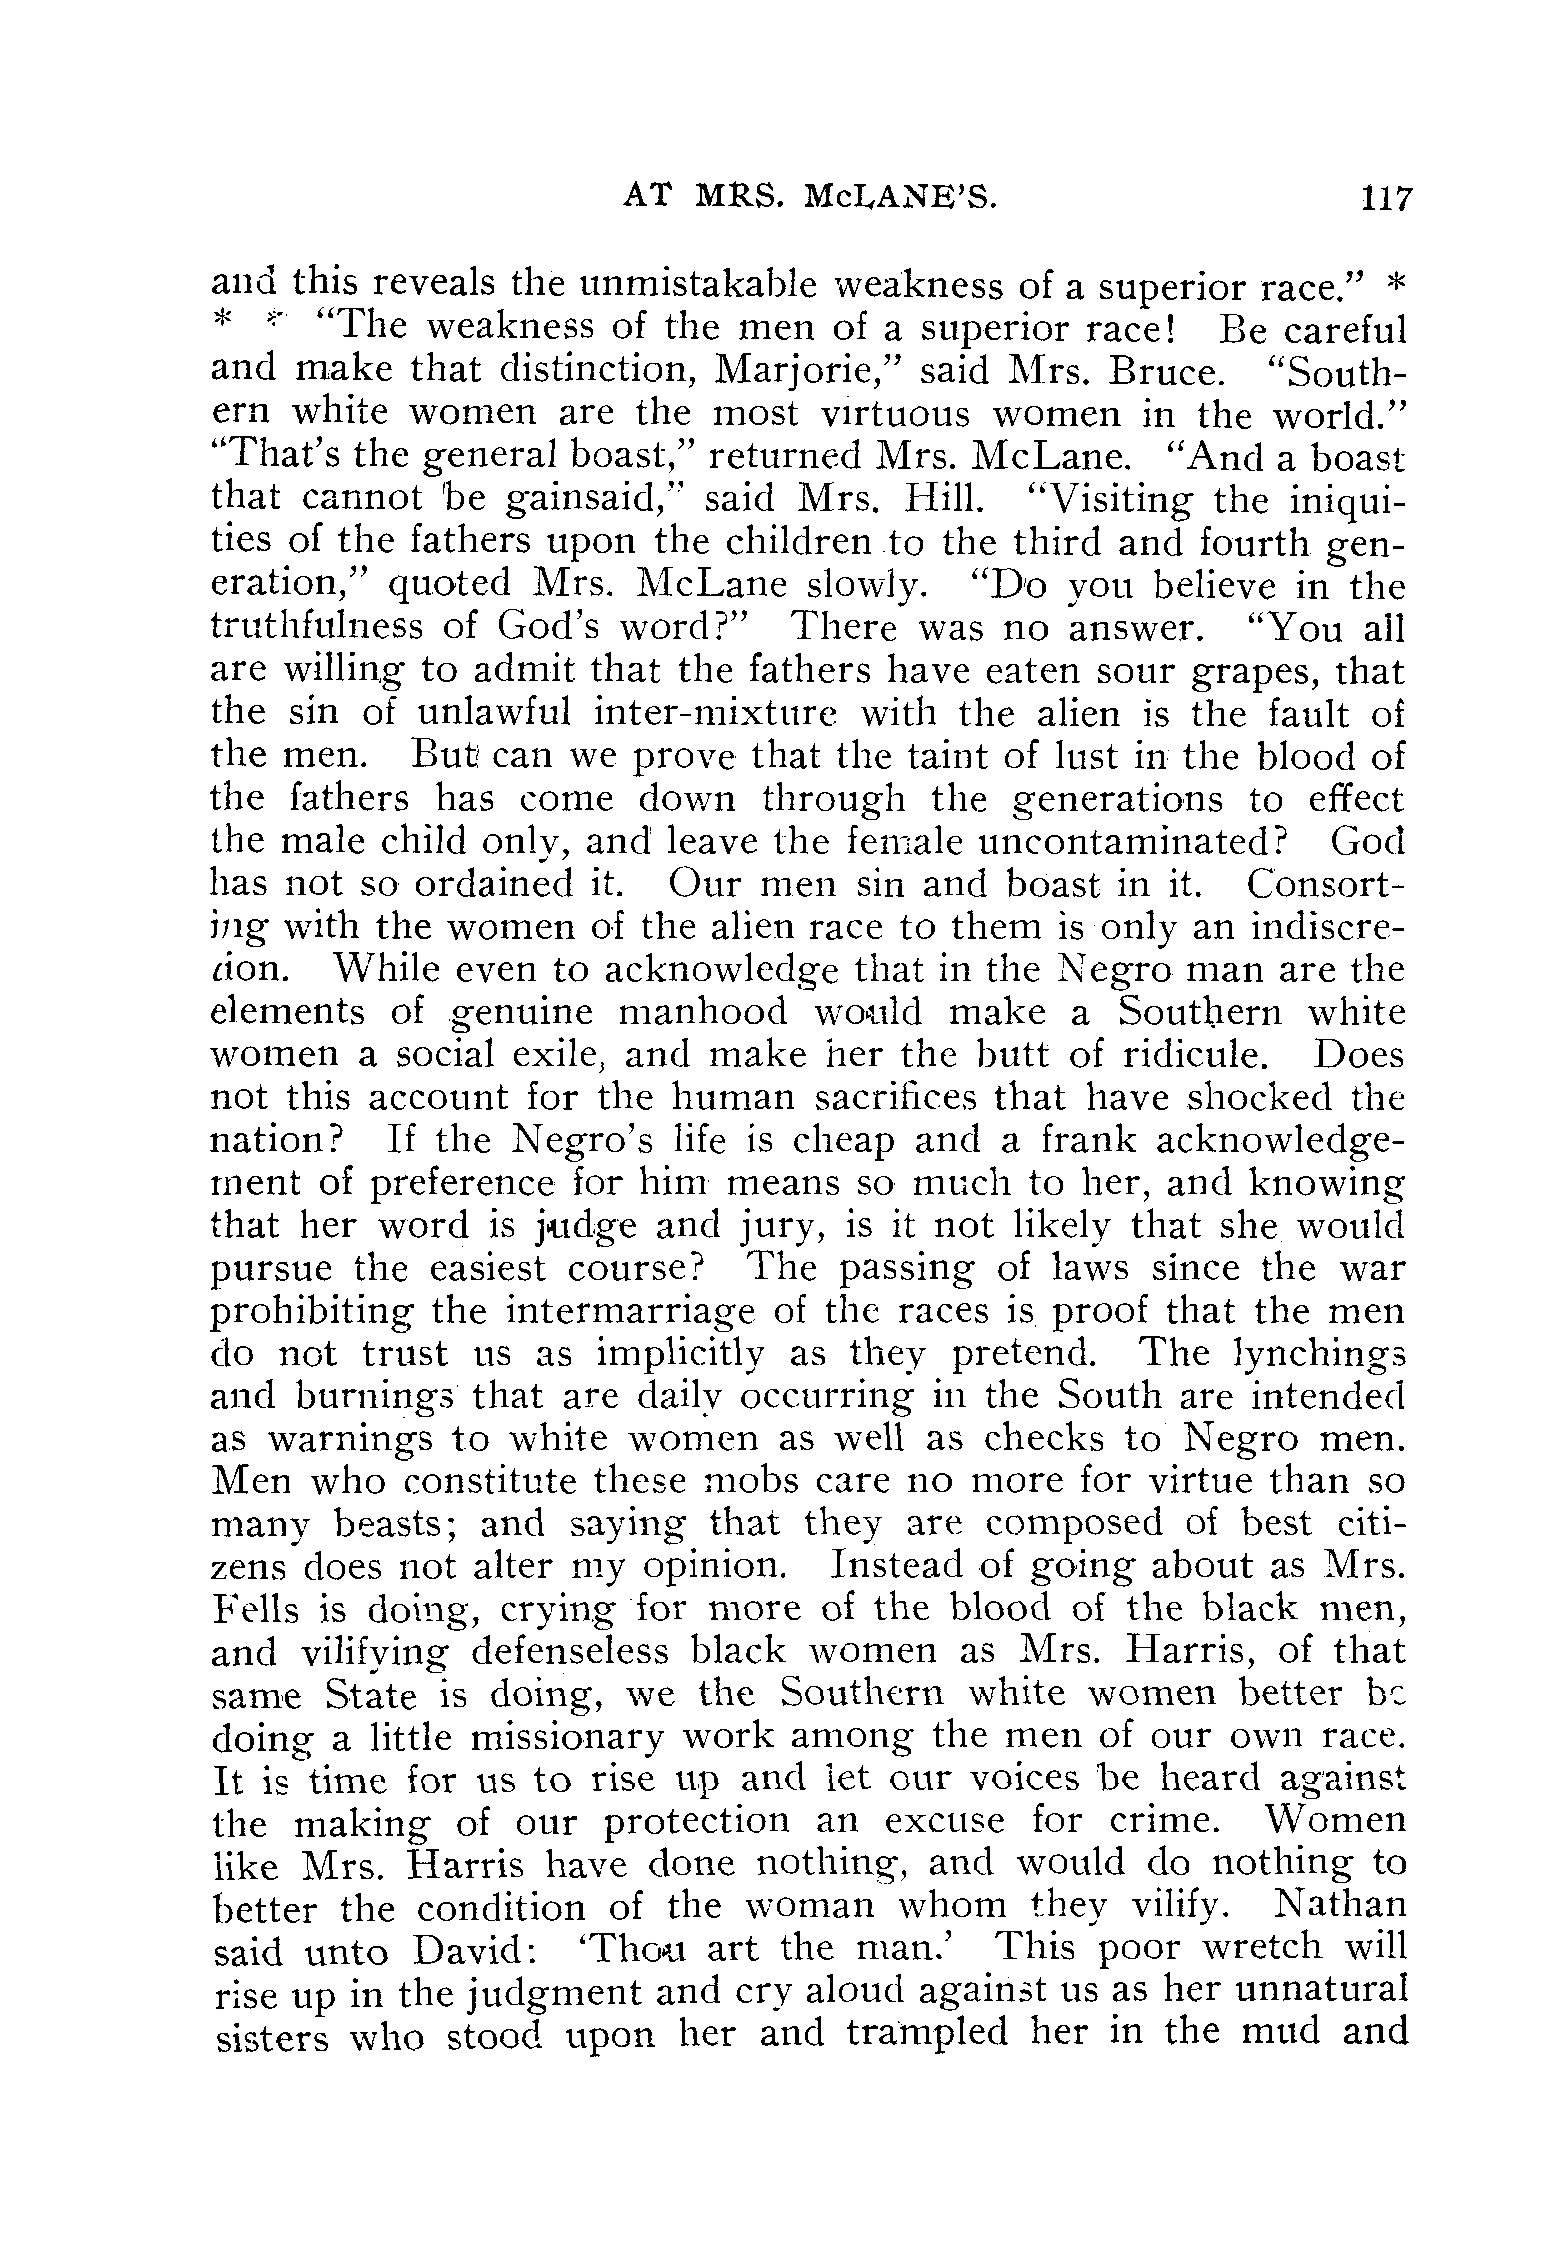 AT MRS. McLANE'S. 117
and this reveals the unmistakable weakness of a superior race." *
* * "The weakness of the men of a superior race! Be careful
and make that distinction, Marjorie," said Mrs. Bruce. "South-
ern white women are the most virtuous women in the world."
"That's the general boast," returned Mrs. McLane. "And a boast
that cannot be gainsaid," said Mrs. Hill. "Visiting the iniqui-
ties of the fathers upon the children to the third and fourth gen-
eration," quoted Mrs. McLane slowly. "Do you believe in the
truthfulness of God's word?" There was no answer. "You all
are willing to admit that the fathers have eaten sour grapes, that
the sin of unlawful inter-mixture with the alien is the fault of
the men. But can we prove that the taint of lust in the blood of
the fathers has come down through the generations to effect
the male child only, and leave the female uncontaminated? God
has not so ordained it. Our men sin and boast in it. Consort-
ing with the women of the alien race to them is only an indiscre-
tion. While even to acknowledge that in the Negro man are the
elements of genuine manhood would make a Southern white
women a social exile, and make her the butt of ridicule. Does
not this account for the human sacrifices that have shocked the
nation? If the Negro's life is cheap and a frank acknowledge-
ment of preference for him means so much to her, and knowing
that her word is judge and jury, is it not likely that she would
pursue the easiest course? The passing of laws since the war
prohibiting the intermarriage of the races is proof that the men
do not trust us as implicitly as they pretend. The lynchings
and burnings that are daily occurring in the South are intended
as warnings to white women as well as checks to Negro men.
Men who constitute these mobs care no more for virtue than so
many beasts; and saying that they are composed of best citi-
zens does not alter my opinion. Instead of going about as Mrs.
Fells is doing, crying for more of the blood of the black men,
and vilifying defenseless black women as Mrs. Harris, of that
same State is doing, we the Southern white women better be
doing a little missionary work among the men of our own race.
It is time for us to rise up and let our voices be heard against
the making of our protection an excuse for crime. Women
like Mrs. Harris have done nothing, and would do nothing to
better the condition of the woman whom they vilify. Nathan
said unto David: 'Thou art the man.' This poor wretch will
rise up in the judgment and cry aloud against us as her unnatural
sisters who stood upon her and trampled her in the mud and